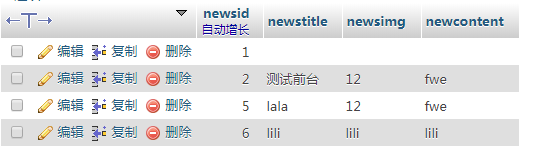 newsid newstitle newsimg newcontent
自动增长
编辑 复制 删除 1
编辑 复制 删除 2 测试前台 12 fwe
编辑 复制 删除 5 lala 12 fwe
编辑 复制 删除 6 lili lili lili